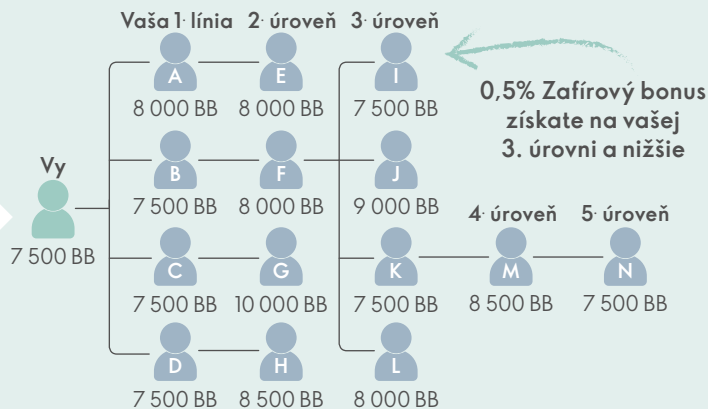 Vaša 1· línia 2· úroveň 3· úroveň
A E I
8 000 BB 8 000 BB 7 500 BB
0,5% Zafírový bonus
získate na vašej
3. úrovni a nižšie
Vy
B F J
7 500 BB 8 000 BB 9 000 BB
4· úroveň 5· úroveň
7 500 BB
C G K M N
7 500 BB 10 000 BB 7 500 BB 8 500 BB 7 500 BB
D H L
7 500 BB 8 500 BB 8 000 BB